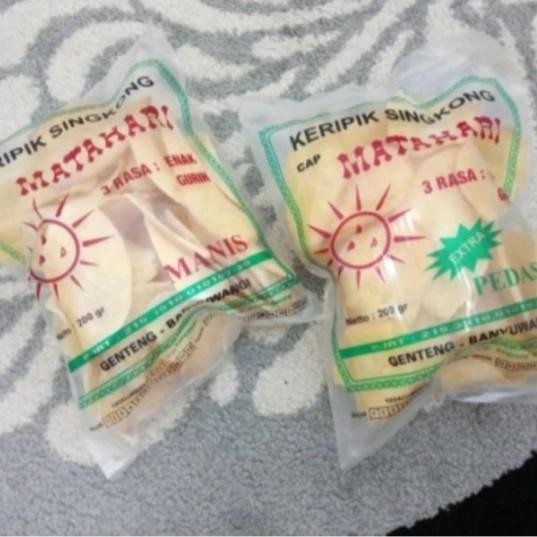 KERIPIK SINGKONG
MATAHARI
3 RASA : ENAK
GURIH
MANIS
Netto : 200 gr
GENTENG - BANYUWANGI
KERIPIK SINGKONG
CAP MATAHARI
3 RASA :
EXTRA
PEDAS
Netto : 200 gr
GENTENG - BANYUWANGI